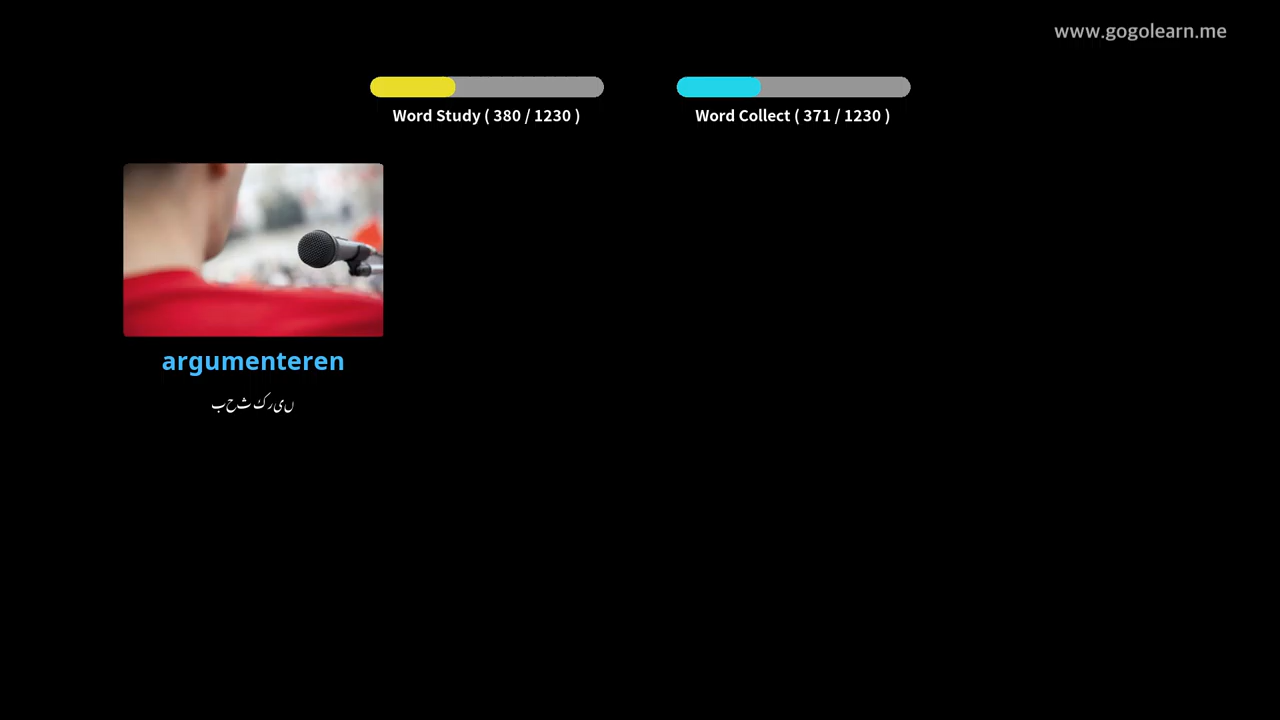 www.gogolearn.me
Word Study ( 380 / 1230 )
Word Collect ( 371 / 1230 )
argumenteren
بحث کریں